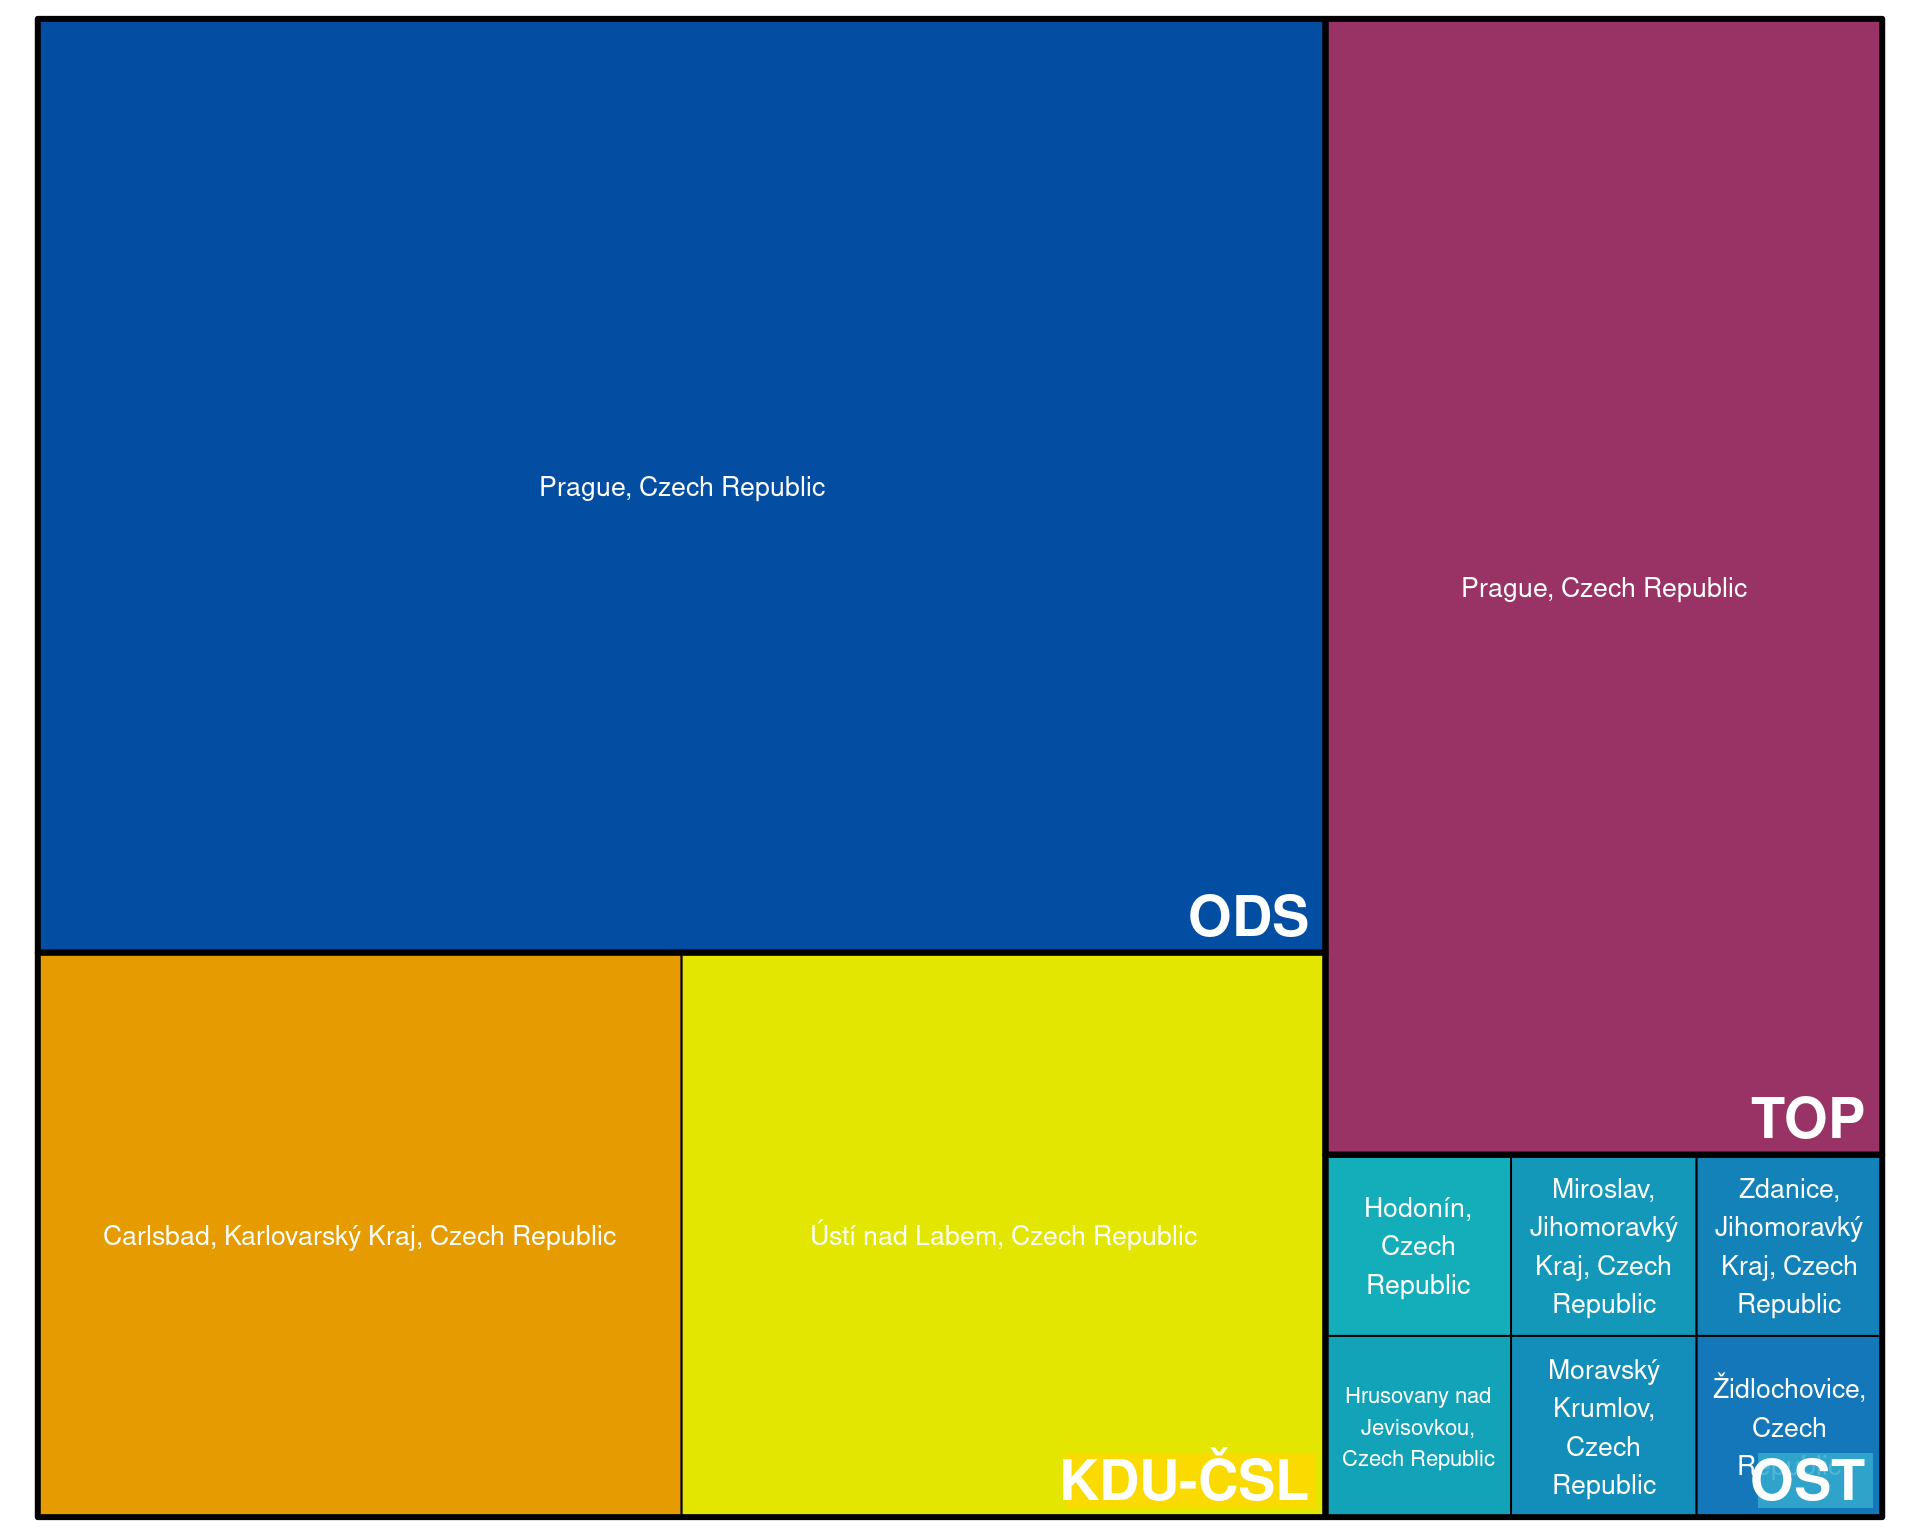 Prague, Czech Republic
ODS
Prague, Czech Republic
TOP
Carlsbad, Karlovarský Kraj, Czech Republic
Ústí nad Labem, Czech Republic
KDU-ČSL
Hodonín,
Czech
Republic
Miroslav,
Jihomoravký
Kraj, Czech
Republic
Zdanice,
Jihomoravký
Kraj, Czech
Republic
Hrusovany nad
Jevisovkou,
Czech Republic
Moravský
Krumlov,
Czech
Republic
Židlochovice,
Czech
Republic
OST